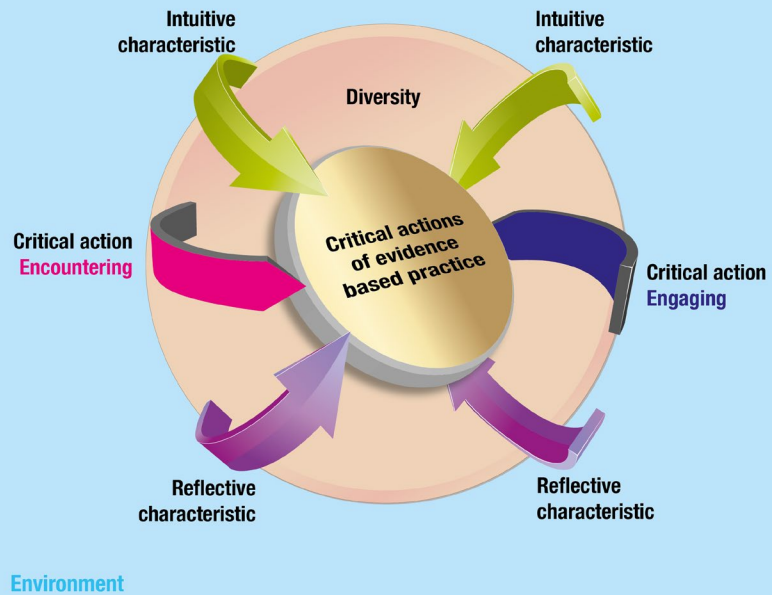 Intuitive
characteristic
Intuitive
characteristic
Diversity
Critical actions
of evidence
based practice
Critical action
Encountering
Critical action
Engaging
Reflective
characteristic
Reflective
characteristic
Environment